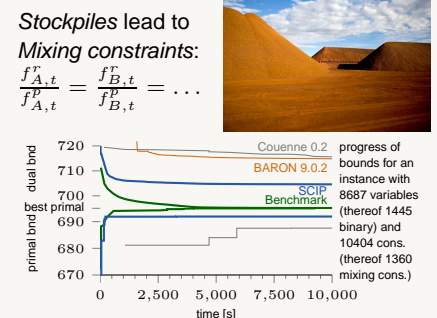 Stockpiles lead to
Mixing constraints:
f^r_{A,t} / f^p_{A,t} = f^r_{B,t} / f^p_{B,t} = . . .
dual bnd
primal bnd
720
710
700
best primal
690
680
670
Couenne 0.2
BARON 9.0.2
SCIP
Benchmark
0
2,500
5,000
7,500
10,000
time [s]
progress of
bounds for an
instance with
8687 variables
(thereof 1445
binary) and
10404 cons.
(thereof 1360
mixing cons.)